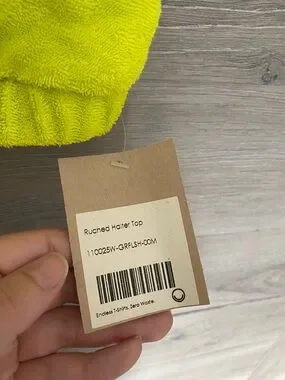 Ruched Halter Top
110025W-GRFLSH-00M
Endless T-Shirts, Zero Waste.